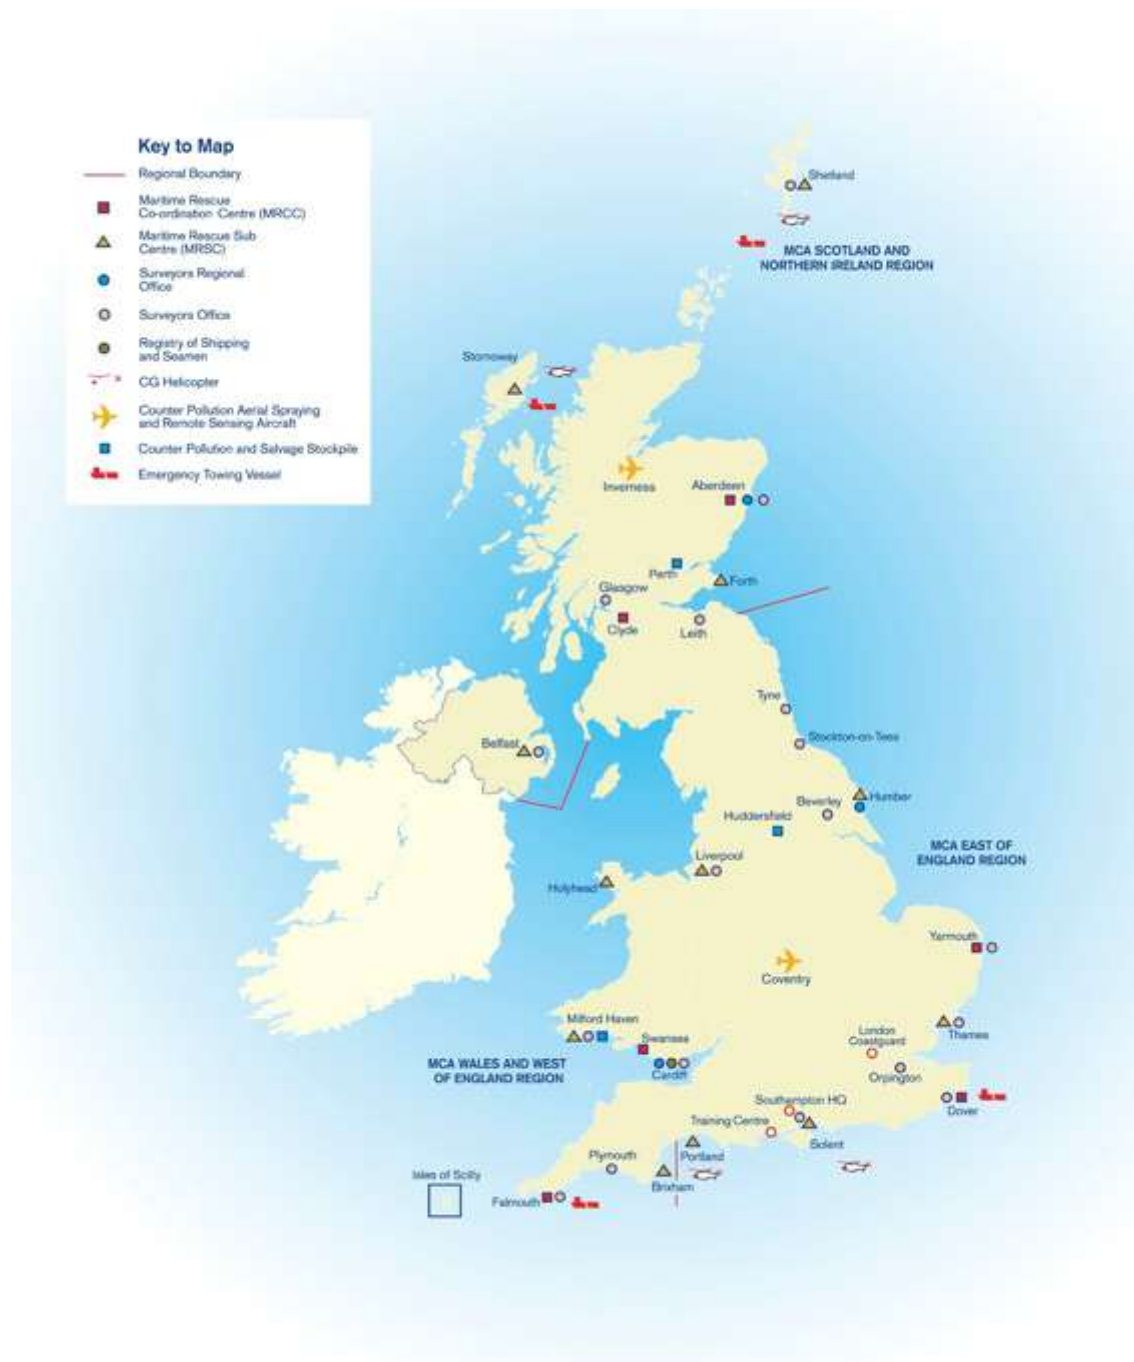 Key to Map
Regional Boundary
Maritime Rescue
Co-ordination Centre (MRCC)
Maritime Rescue Sub
Centre (MRSC)
Surveyors Regional
Office
Surveyors Office
Registry of Shipping
and Seamen
CG Helicopter
Counter Pollution Aerial Spraying
and Remote Sensing Aircraft
Counter Pollution and Salvage Stockpile
Emergency Towing Vessel
Shetland
MCA SCOTLAND AND
NORTHERN IRELAND REGION
Stornoway
Inverness
Aberdeen
Perth
Forth
Glasgow
Clyde
Leith
Tyne
Stockton-on-Tees
Belfast
Beverley
Humber
Huddersfield
MCA EAST OF
ENGLAND REGION
Liverpool
Holyhead
Yarmouth
Coventry
Milford Haven
Swansea
London
Coastguard
Thames
MCA WALES AND WEST
OF ENGLAND REGION
Cardiff
Orpington
Southampton HQ
Dover
Training Centre
Solent
Plymouth
Portland
Isles of Scilly
Brixham
Falmouth